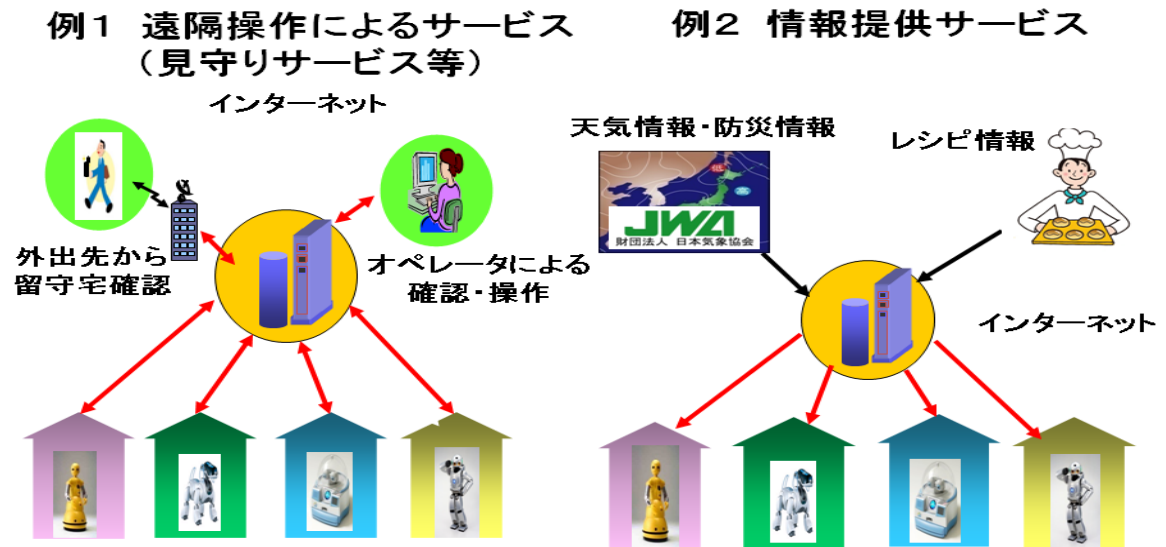 例1 遠隔操作によるサービス
(見守りサービス等)
インターネット
外出先から
留守宅確認
オペレータによる
確認・操作
例2 情報提供サービス
天気情報・防災情報
レシピ情報
低
高
JWA
財団法人 日本気象協会
インターネット